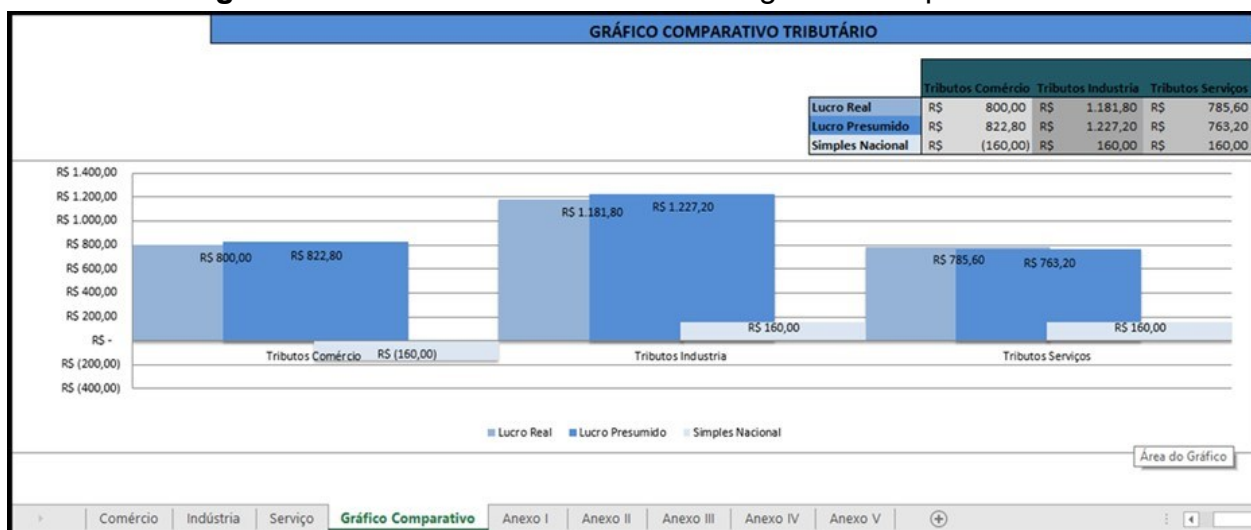 GRÁFICO COMPARATIVO TRIBUTÁRIO
Tributos Comércio Tributos Industria Tributos Serviços
Lucro Real R$ 800,00 R$ 1.181,80 R$ 785,60
Lucro Presumido R$ 822,80 R$ 1.227,20 R$ 763,20
Simples Nacional R$ (160,00) R$ 160,00 R$ 160,00
R$ 1.400,00
R$ 1.200,00
R$ 1.000,00
R$ 800,00
R$ 600,00
R$ 400,00
R$ 200,00
R$ -
R$ (200,00)
R$ (400,00)
R$ 800,00 R$ 822,80 R$ (160,00)
R$ 1.181,80 R$ 1.227,20 R$ 160,00
R$ 785,60 R$ 763,20 R$ 160,00
Tributos Comércio Tributos Industria Tributos Serviços
Lucro Real Lucro Presumido Simples Nacional
Área do Gráfico
Comércio Indústria Serviço Gráfico Comparativo Anexo I Anexo II Anexo III Anexo IV Anexo V